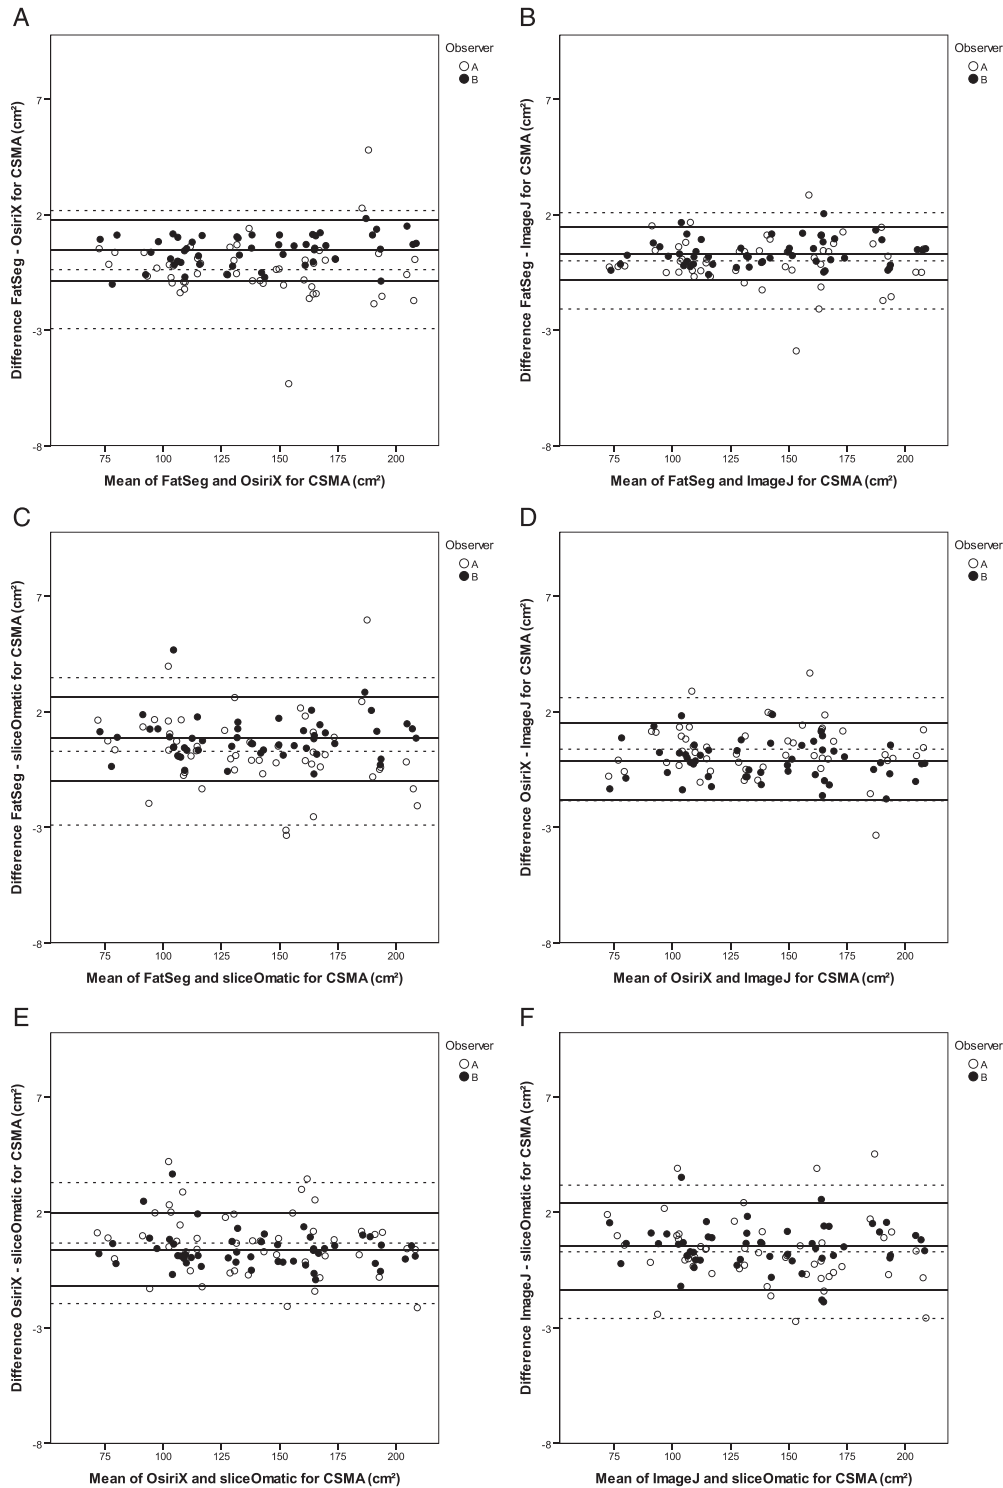 A
Difference FatSeg - OsiriX for CSMA (cm²)
7
2
-3
-8
75 100 125 150 175 200
Mean of FatSeg and OsiriX for CSMA (cm²)
Observer
A
B
B
Difference FatSeg - ImageJ for CSMA (cm²)
7
2
-3
-8
75 100 125 150 175 200
Mean of FatSeg and ImageJ for CSMA (cm²)
Observer
A
B
C
Difference FatSeg - sliceOmatic for CSMA (cm²)
7
2
-3
-8
75 100 125 150 175 200
Mean of FatSeg and sliceOmatic for CSMA (cm²)
Observer
A
B
D
Difference OsiriX - ImageJ for CSMA (cm²)
7
2
-3
-8
75 100 125 150 175 200
Mean of OsiriX and ImageJ for CSMA (cm²)
Observer
A
B
E
Difference OsiriX - sliceOmatic for CSMA (cm²)
7
2
-3
-8
75 100 125 150 175 200
Mean of OsiriX and sliceOmatic for CSMA (cm²)
Observer
A
B
F
Difference ImageJ - sliceOmatic for CSMA (cm²)
7
2
-3
-8
75 100 125 150 175 200
Mean of ImageJ and sliceOmatic for CSMA (cm²)
Observer
A
B